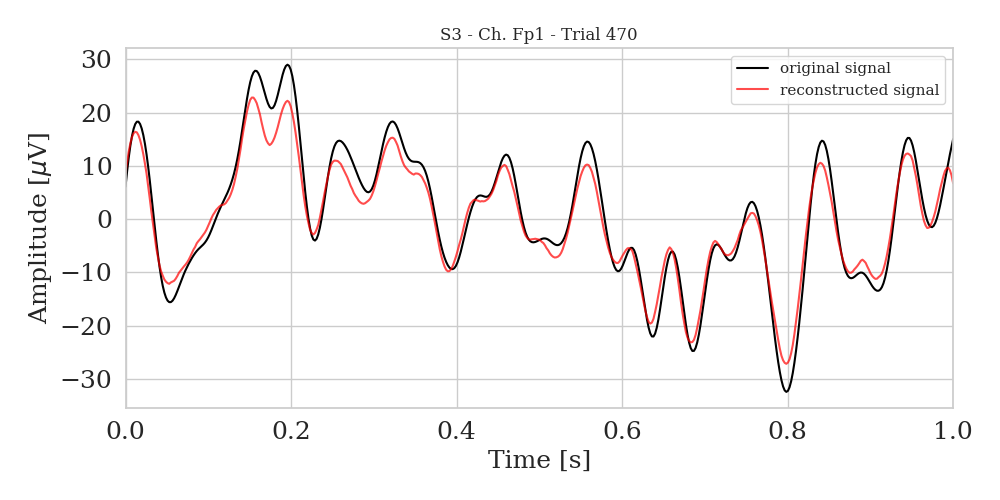 S3 - Ch. Fp1 - Trial 470
original signal
reconstructed signal
Amplitude [μV]
30
20
10
0
−10
−20
−30
0.0 0.2 0.4 0.6 0.8 1.0
Time [s]